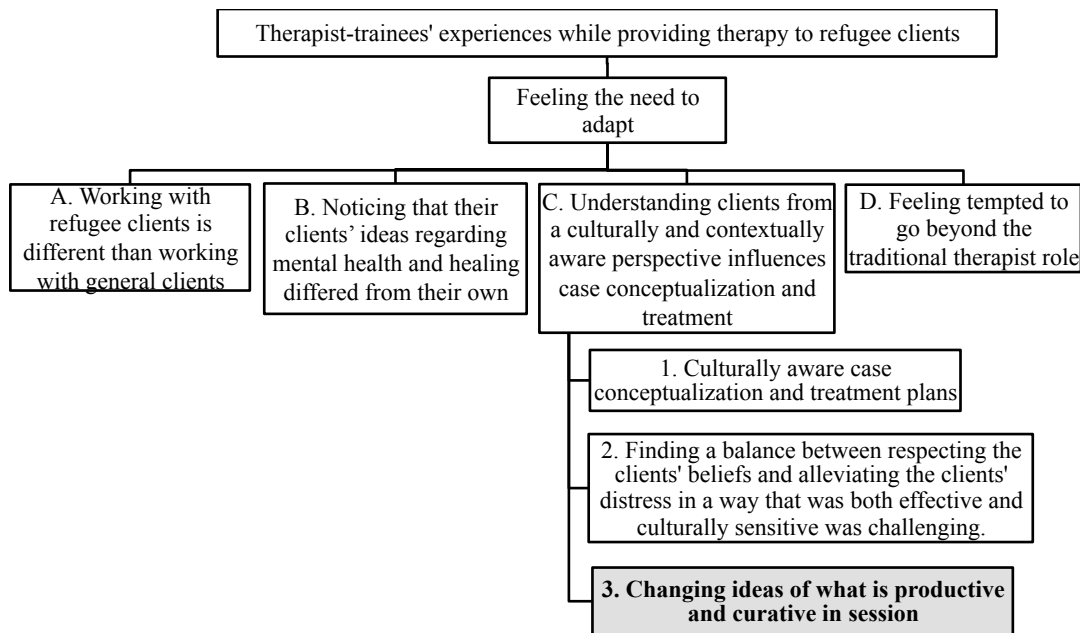 Therapist-trainees' experiences while providing therapy to refugee clients
Feeling the need to
adapt
A. Working with
refugee clients is
different than working
with general clients
B. Noticing that their
clients’ ideas regarding
mental health and healing
differed from their own
C. Understanding clients from
a culturally and contextually
aware perspective influences
case conceptualization and
treatment
D. Feeling tempted to
go beyond the
traditional therapist role
1. Culturally aware case
conceptualization and treatment plans
2. Finding a balance between respecting the
clients' beliefs and alleviating the clients'
distress in a way that was both effective and
culturally sensitive was challenging.
3. Changing ideas of what is productive
and curative in session